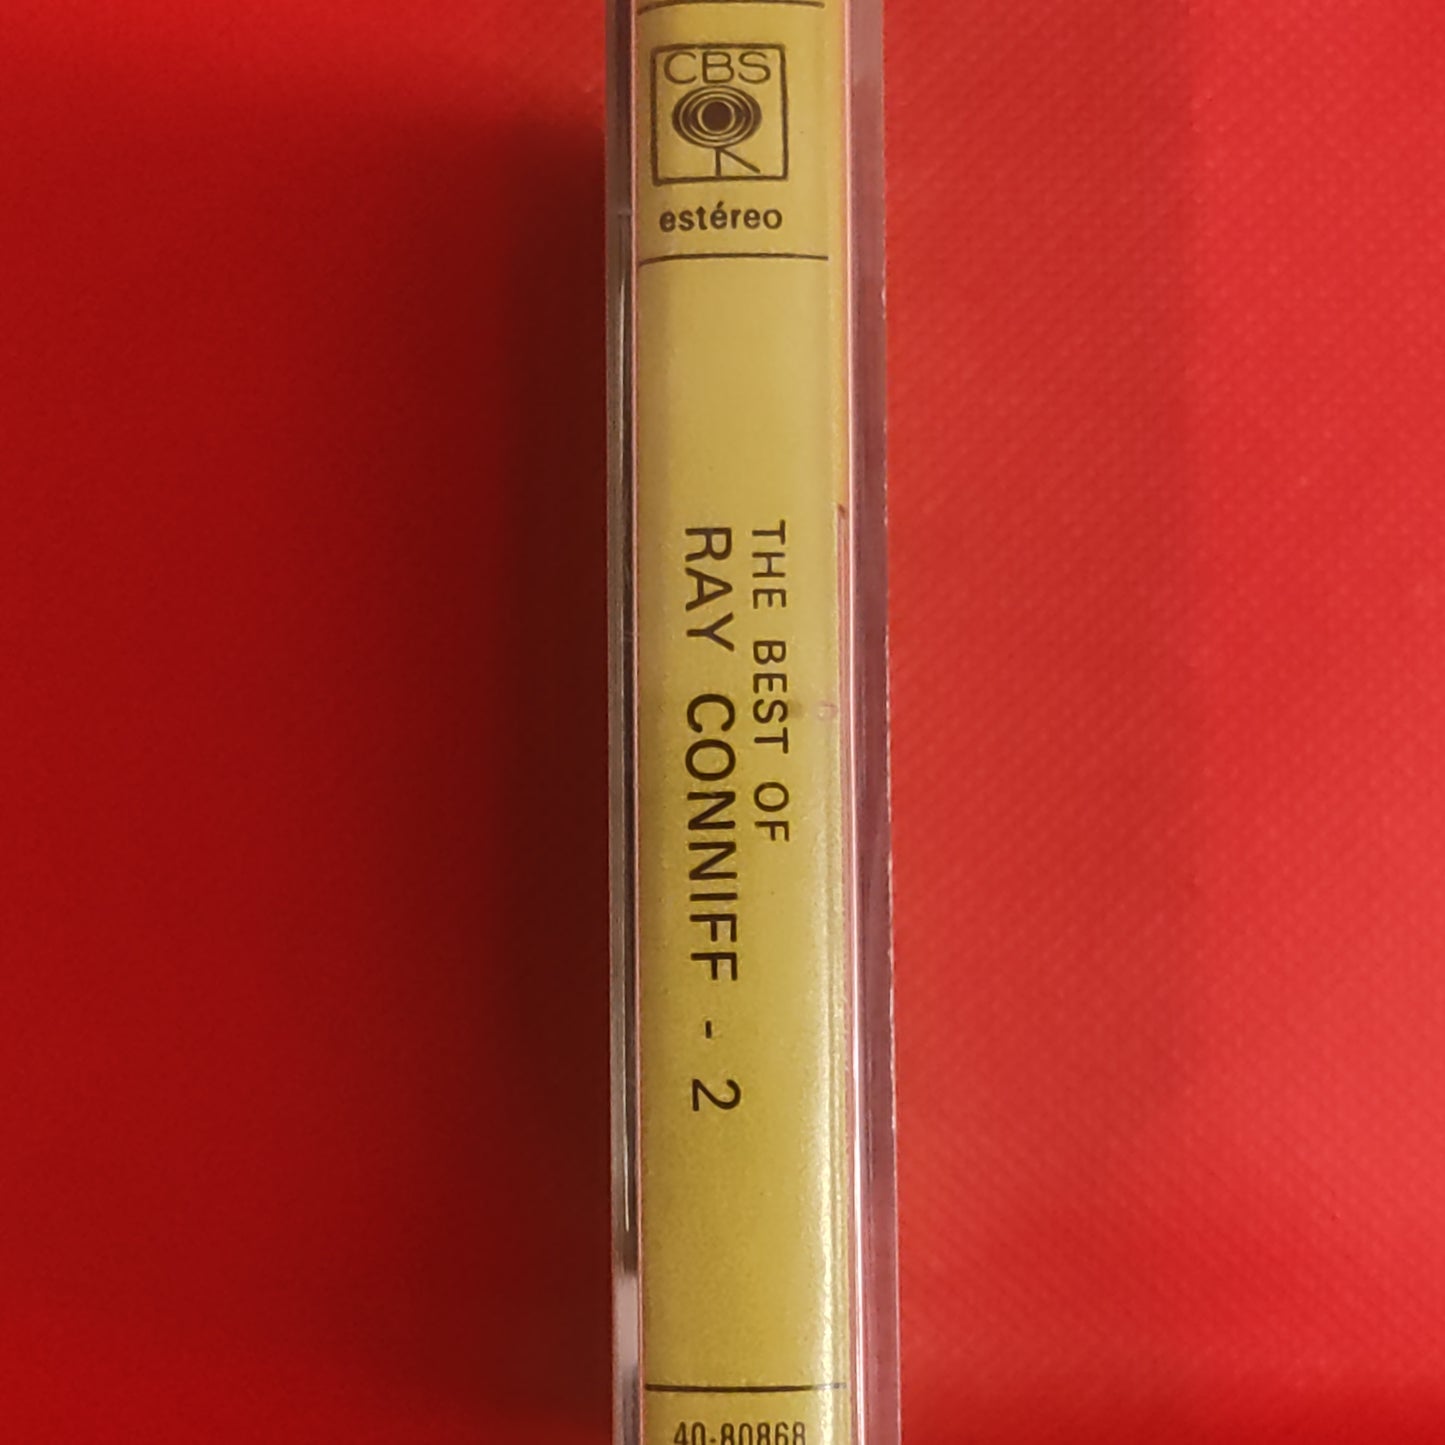 CBS
estéreo
THE BEST OF
RAY CONNIFF - 2
40-80868